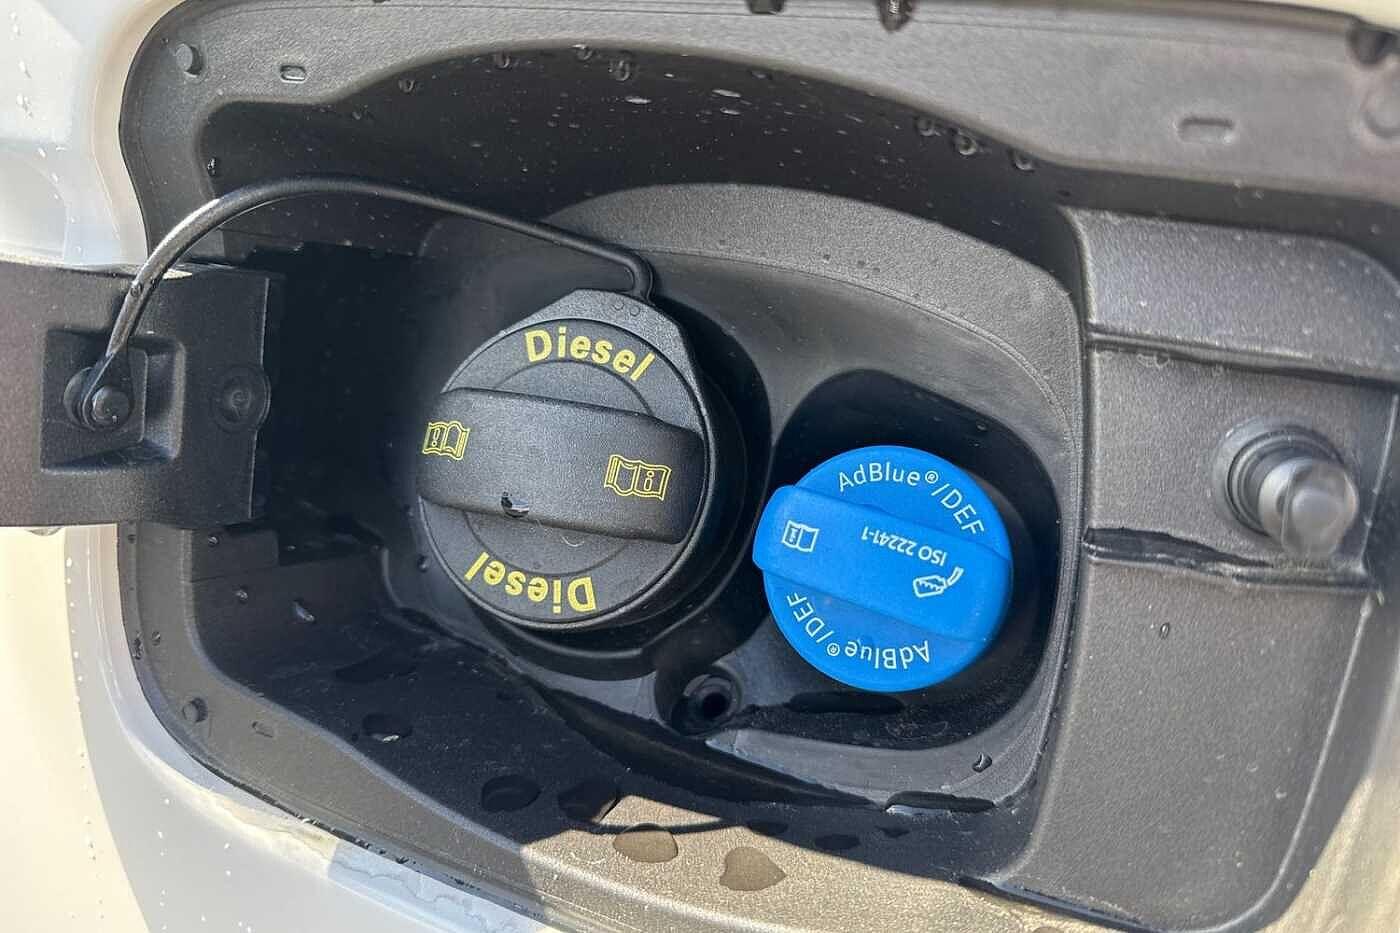 Diesel
Diesel
AdBlue®/DEF
ISO 22241-1
AdBlue®/DEF